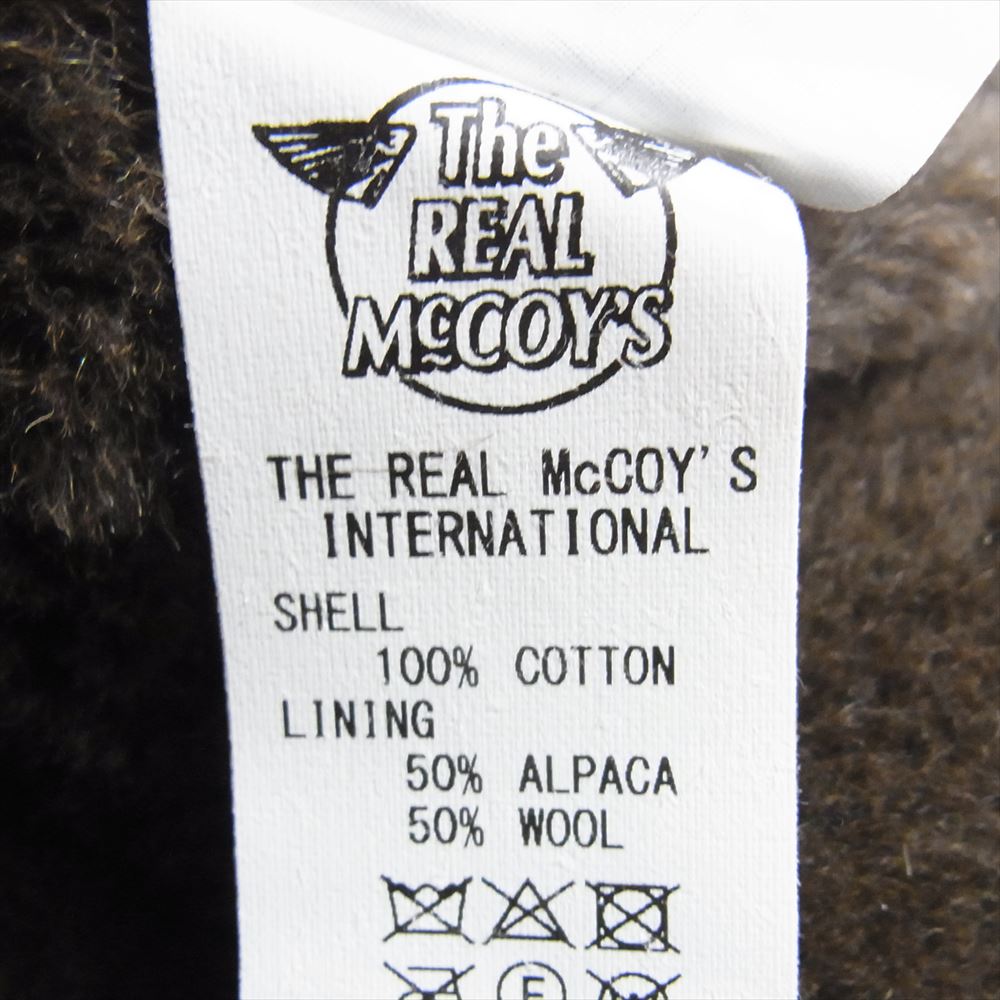 The
REAL
McCOY'S
THE REAL McCOY'S
INTERNATIONAL
SHELL
100% COTTON
LINING
50% ALPACA
50% WOOL
F